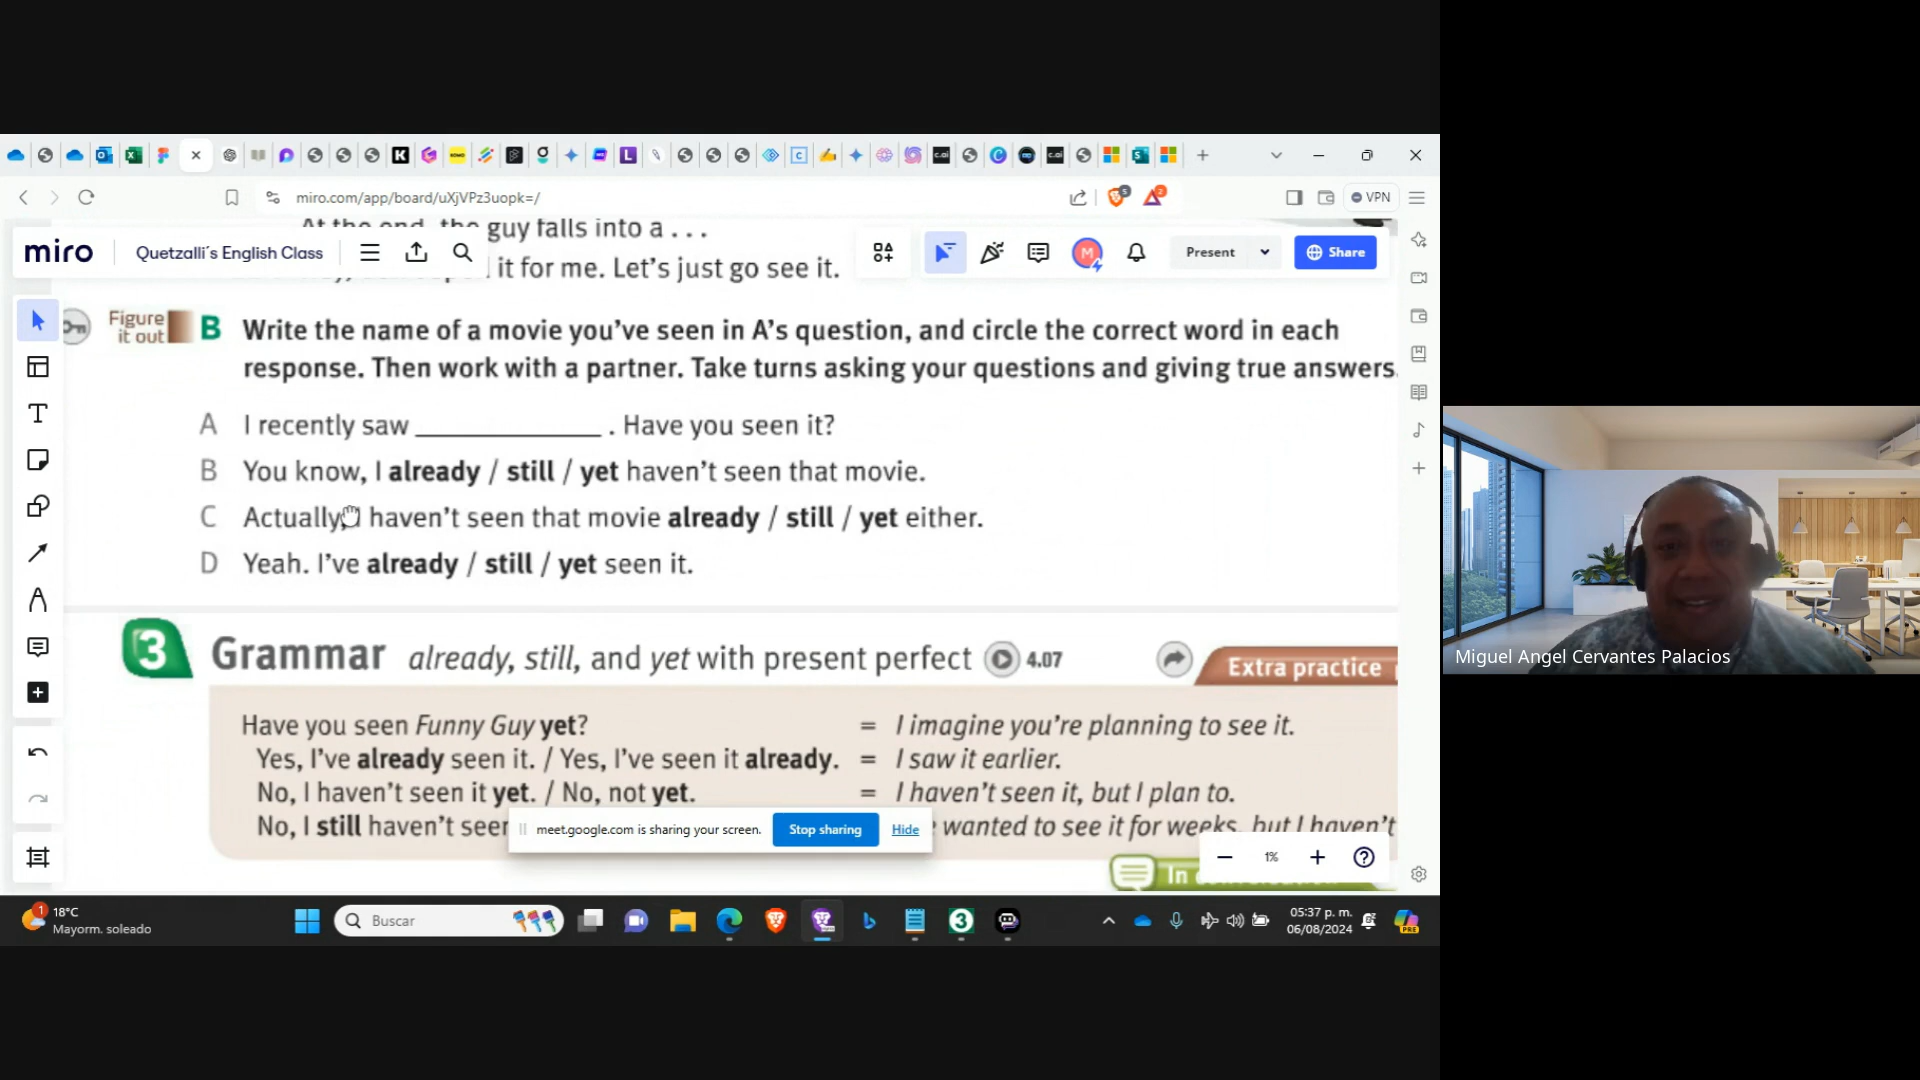 miro.com/app/board/uXjVPz3uopk=/
VPN
At the end, the guy falls into a . . .
it for me. Let's just go see it.
miro
Quetzalli´s English Class
M
Present
Share
Figure
it out
B Write the name of a movie you've seen in A's question, and circle the correct word in each
response. Then work with a partner. Take turns asking your questions and giving true answers.
A I recently saw ______________ . Have you seen it?
B You know, I already / still / yet haven't seen that movie.
C Actually, I haven't seen that movie already / still / yet either.
D Yeah. I've already / still / yet seen it.
3 Grammar already, still, and yet with present perfect 4.07
Extra practice
Have you seen Funny Guy yet? = I imagine you're planning to see it.
Yes, I've already seen it. / Yes, I've seen it already. = I saw it earlier.
No, I haven't seen it yet. / No, not yet. = I haven't seen it, but I plan to.
No, I still haven't seen wanted to see it for weeks, but I haven't
meet.google.com is sharing your screen.
Stop sharing
Hide
1%
In
Miguel Angel Cervantes Palacios
1
18°C
Mayorm. soleado
Buscar
3
05:37 p. m.
06/08/2024
PRE